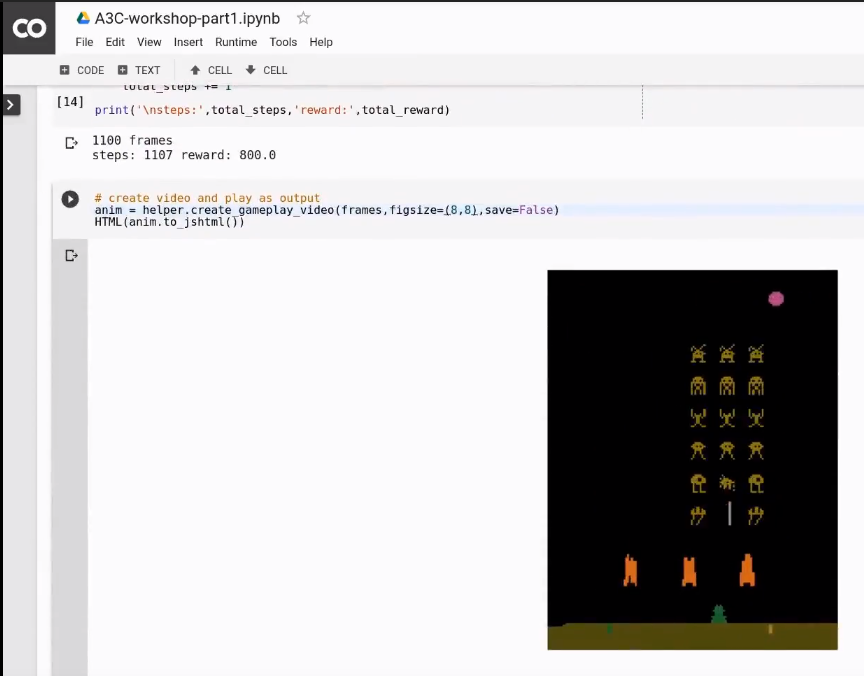 CO
A3C-workshop-part1.ipynb
File Edit View Insert Runtime Tools Help
CODE TEXT CELL CELL
total_steps += 1
[14]
print('\nsteps:',total_steps,'reward:',total_reward)
1100 frames
steps: 1107 reward: 800.0
# create video and play as output
anim = helper.create_gameplay_video(frames,figsize=(8,8),save=False)
HTML(anim.to_jshtml())